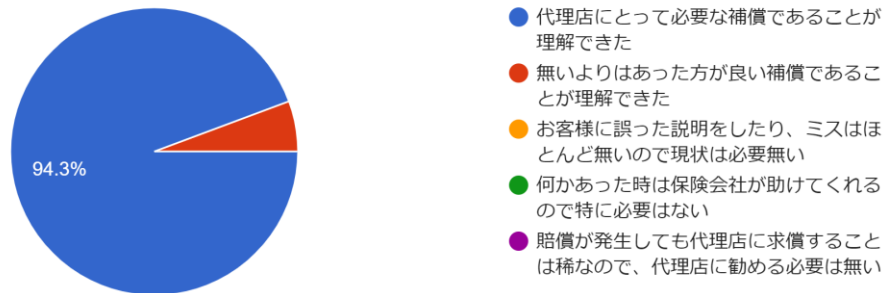 代理店にとって必要な補償であることが
理解できた
無いよりはあった方が良い補償であるこ
とが理解できた
お客様に誤った説明をしたり、ミスはほ
とんど無いので現状は必要無い
何かあった時は保険会社が助けてくれる
ので特に必要はない
賠償が発生しても代理店に求償すること
は稀なので、代理店に勧める必要は無い
94.3%